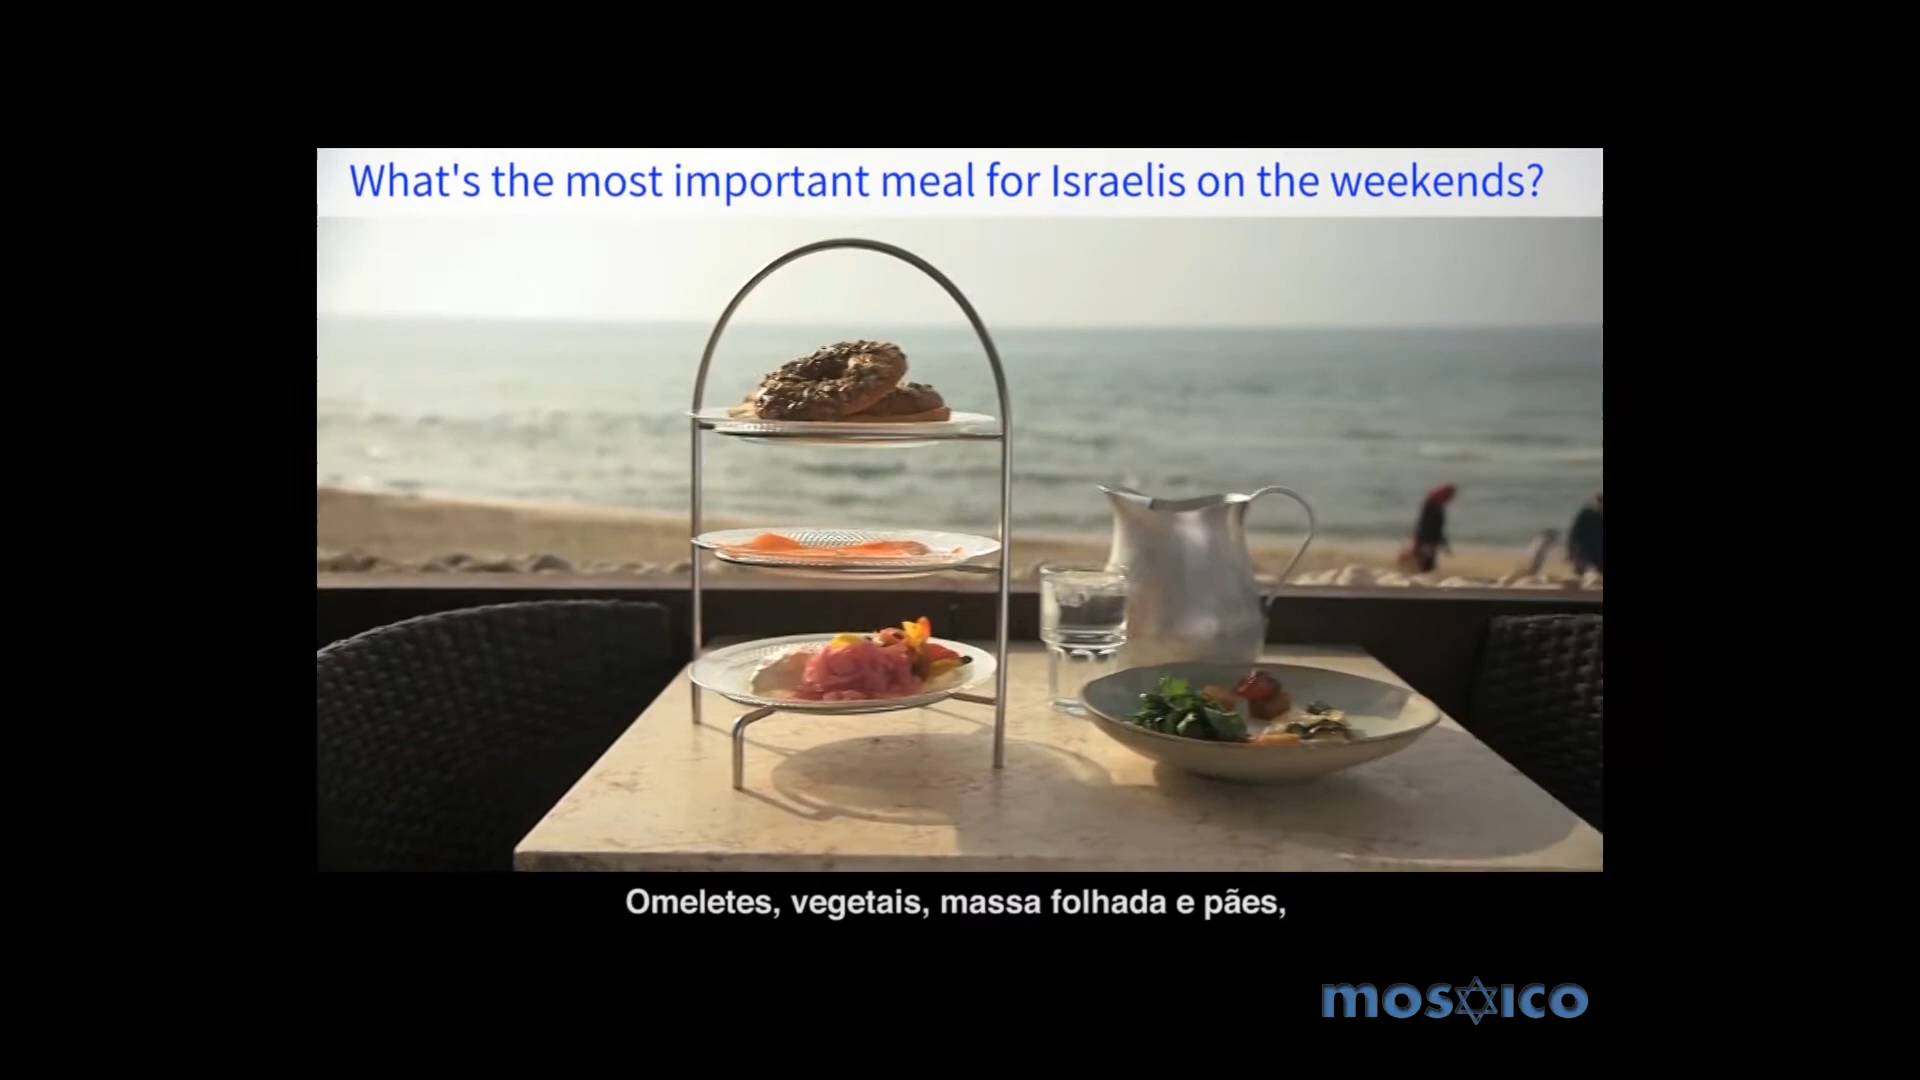 What's the most important meal for Israelis on the weekends?
Omeletes, vegetais, massa folhada e pães,
mosaico